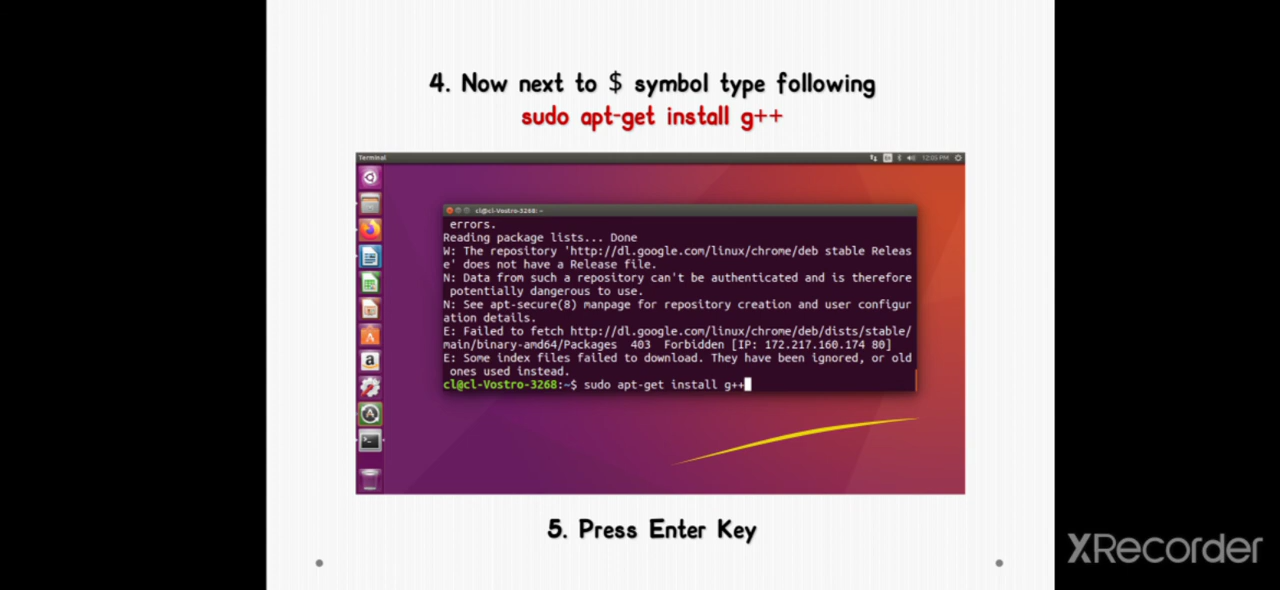 4. Now next to $ symbol type following
sudo apt-get install g++
Terminal
12:05 PM
cl@cl-Vostro-3268: ~
errors.
Reading package lists... Done
W: The repository 'http://dl.google.com/linux/chrome/deb stable Releas
e' does not have a Release file.
N: Data from such a repository can't be authenticated and is therefore
potentially dangerous to use.
N: See apt-secure(8) manpage for repository creation and user configur
ation details.
E: Failed to fetch http://dl.google.com/linux/chrome/deb/dists/stable/
main/binary-amd64/Packages  403  Forbidden [IP: 172.217.160.174 80]
E: Some index files failed to download. They have been ignored, or old
ones used instead.
cl@cl-Vostro-3268:~$ sudo apt-get install g++
5. Press Enter Key
XRecorder